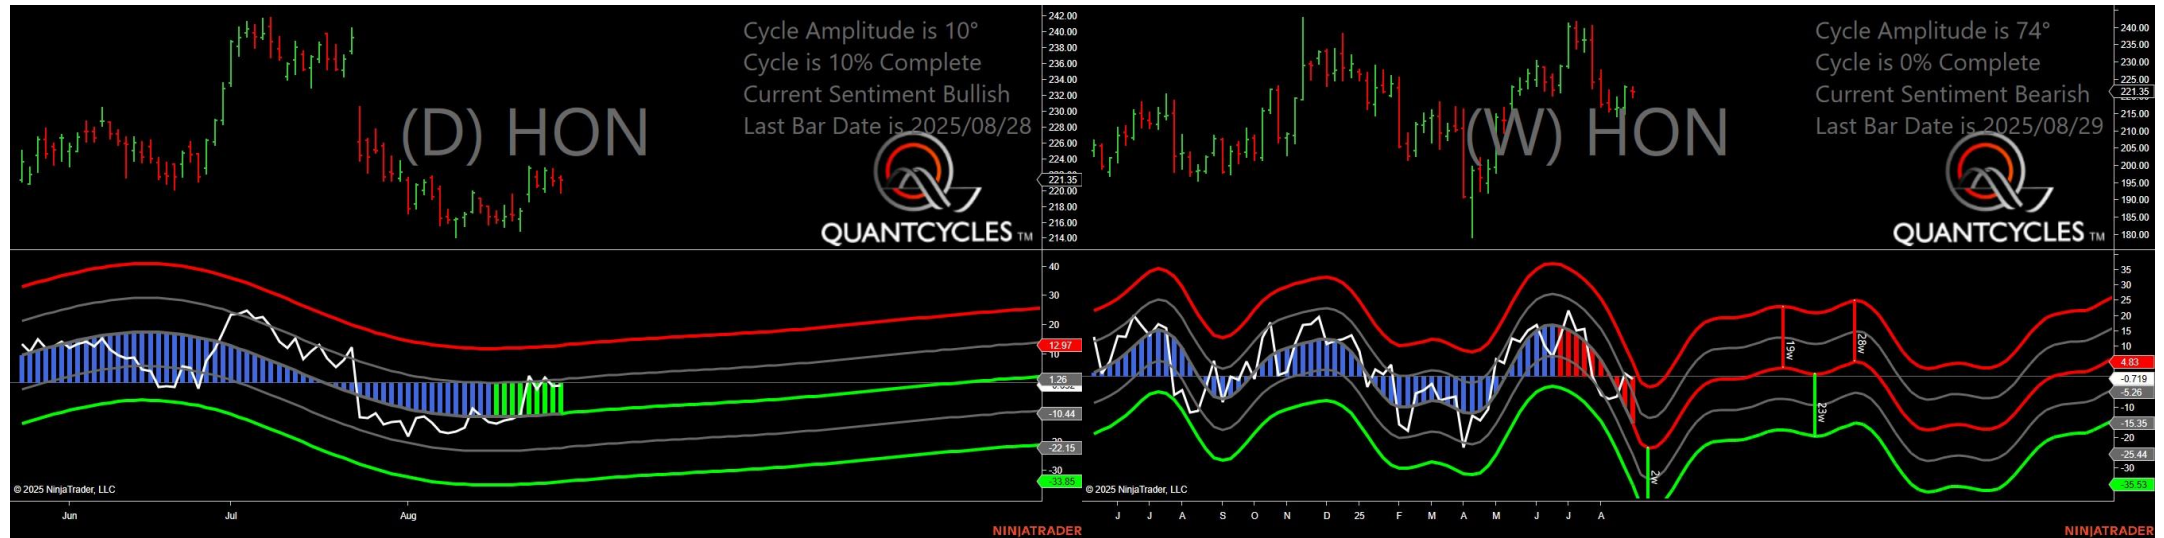 Cycle Amplitude is 10°
Cycle is 10% Complete
Current Sentiment Bullish
Last Bar Date is 2025/08/28
(D) HON
QUANTCYCLES TM
242.00
240.00
238.00
236.00
234.00
232.00
230.00
228.00
226.00
224.00
221.35
220.00
218.00
216.00
214.00
40
30
20
12.97
10
1.26
-10.44
-22.15
-30
-33.85
© 2025 NinjaTrader, LLC
Jun
Jul
Aug
NINJATRADER
Cycle Amplitude is 74°
Cycle is 0% Complete
Current Sentiment Bearish
Last Bar Date is 2025/08/29
(W) HON
QUANTCYCLES TM
240.00
235.00
230.00
225.00
221.35
215.00
210.00
205.00
200.00
195.00
190.00
185.00
180.00
19w
28w
23w
2w
35
30
25
20
15
10
4.83
-0.719
-5.26
-10
-15.35
-20
-25.44
-30
-35.53
© 2025 NinjaTrader, LLC
J
J
A
S
O
N
D
25
F
M
A
M
J
J
A
NINJATRADER